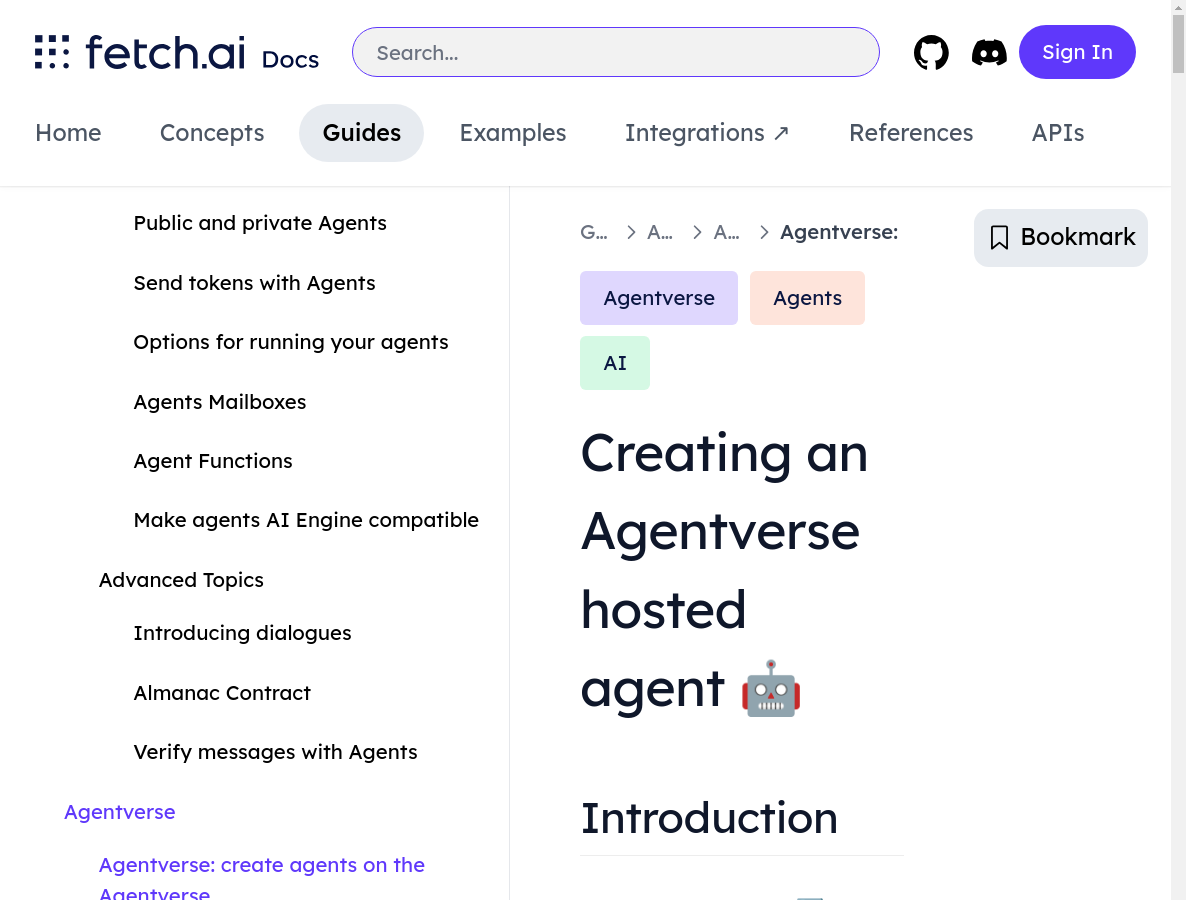 fetch.ai Docs
Search...
Sign In
Home Concepts Guides Examples Integrations ↗ References APIs
Public and private Agents
Send tokens with Agents
Options for running your agents
Agents Mailboxes
Agent Functions
Make agents AI Engine compatible
Advanced Topics
Introducing dialogues
Almanac Contract
Verify messages with Agents
Agentverse
Agentverse: create agents on the
Agentverse
G... > A... > A... > Agentverse:
Bookmark
Agentverse Agents
AI
Creating an
Agentverse
hosted
agent 🤖
Introduction